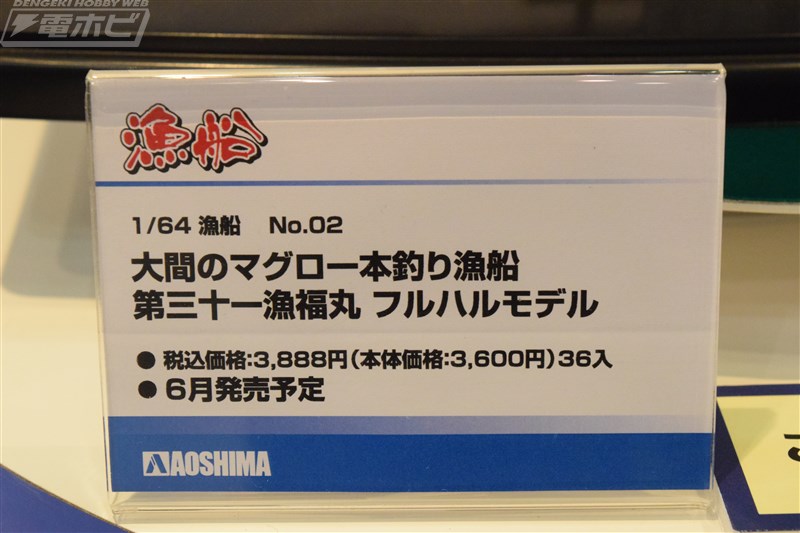 DENGEKI HOBBY WEB
電ホビ
漁船
1/64 漁船 No.02
大間のマグロ一本釣り漁船
第三十一漁福丸 フルハルモデル
● 税込価格:3,888円(本体価格:3,600円)36入
● 6月発売予定
AOSHIMA